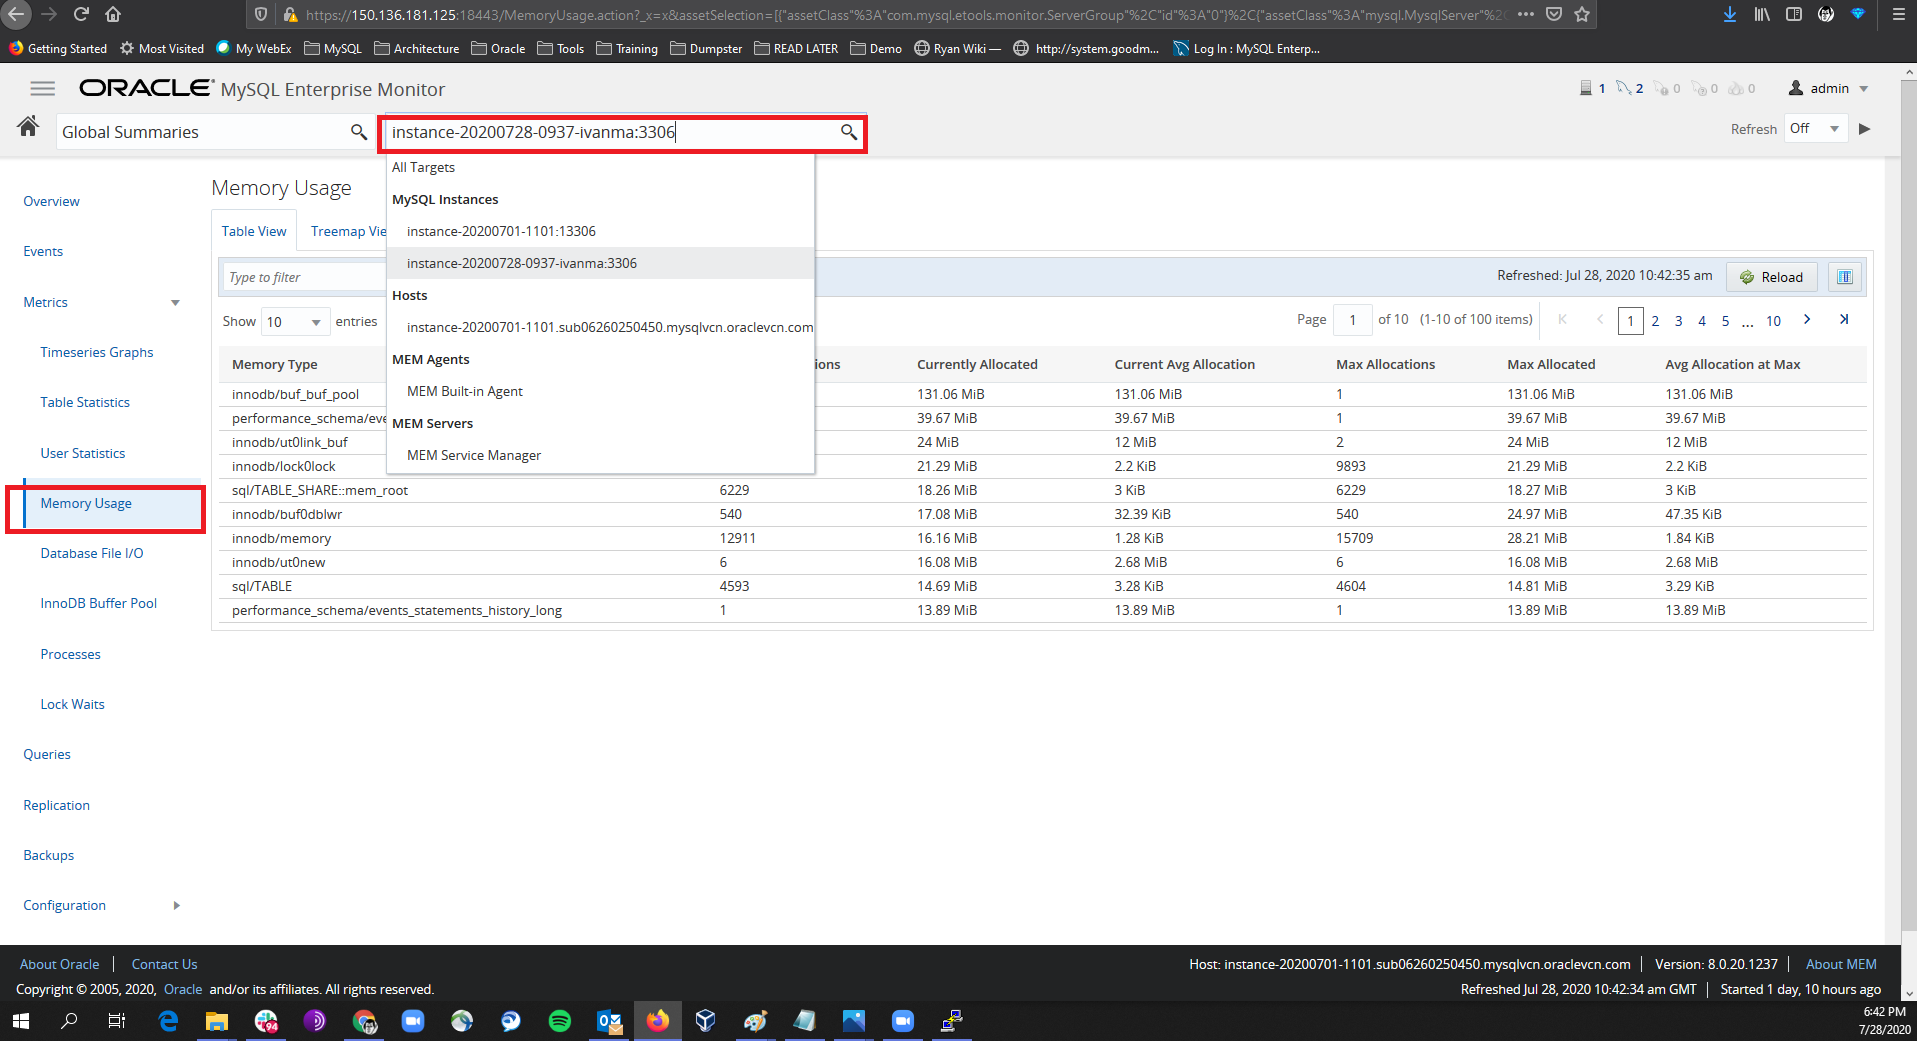 https://150.136.181.125:18443/MemoryUsage.action?_x=x&assetSelection=[{"assetClass"%3A"com.mysql.etools.monitor.ServerGroup"%2C"id"%3A"0"}%2C{"assetClass"%3A"mysql.MysqlServer"%2C
Getting Started Most Visited My WebEx MySQL Architecture Oracle Tools Training Dumpster READ LATER Demo Ryan Wiki — http://system.goodm... Log In : MySQL Enterp...
ORACLE MySQL Enterprise Monitor
1 2 0 0 0 admin
Global Summaries
instance-20200728-0937-ivanma:3306
Refresh Off
All Targets
MySQL Instances
instance-20200701-1101:13306
instance-20200728-0937-ivanma:3306
Hosts
instance-20200701-1101.sub06260250450.mysqlvcn.oraclevcn.com
MEM Agents
MEM Built-in Agent
MEM Servers
MEM Service Manager
Overview
Events
Metrics
Timeseries Graphs
Table Statistics
User Statistics
Memory Usage
Database File I/O
InnoDB Buffer Pool
Processes
Lock Waits
Queries
Replication
Backups
Configuration
Memory Usage
Table View Treemap Vie
Type to filter
Refreshed: Jul 28, 2020 10:42:35 am Reload
Show 10 entries
Page 1 of 10 (1-10 of 100 items) 1 2 3 4 5 ... 10
Memory Type ions Currently Allocated Current Avg Allocation Max Allocations Max Allocated Avg Allocation at Max
innodb/buf_buf_pool 131.06 MiB 131.06 MiB 1 131.06 MiB 131.06 MiB
performance_schema/eve 39.67 MiB 39.67 MiB 1 39.67 MiB 39.67 MiB
innodb/ut0link_buf 24 MiB 12 MiB 2 24 MiB 12 MiB
innodb/lock0lock 21.29 MiB 2.2 KiB 9893 21.29 MiB 2.2 KiB
sql/TABLE_SHARE::mem_root 6229 18.26 MiB 3 KiB 6229 18.27 MiB 3 KiB
innodb/buf0dblwr 540 17.08 MiB 32.39 KiB 540 24.97 MiB 47.35 KiB
innodb/memory 12911 16.16 MiB 1.28 KiB 15709 28.21 MiB 1.84 KiB
innodb/ut0new 6 16.08 MiB 2.68 MiB 6 16.08 MiB 2.68 MiB
sql/TABLE 4593 14.69 MiB 3.28 KiB 4604 14.81 MiB 3.29 KiB
performance_schema/events_statements_history_long 1 13.89 MiB 13.89 MiB 1 13.89 MiB 13.89 MiB
About Oracle Contact Us
Host: instance-20200701-1101.sub06260250450.mysqlvcn.oraclevcn.com Version: 8.0.20.1237 About MEM
Copyright © 2005, 2020, Oracle and/or its affiliates. All rights reserved.
Refreshed Jul 28, 2020 10:42:34 am GMT Started 1 day, 10 hours ago
94
6:42 PM
7/28/2020